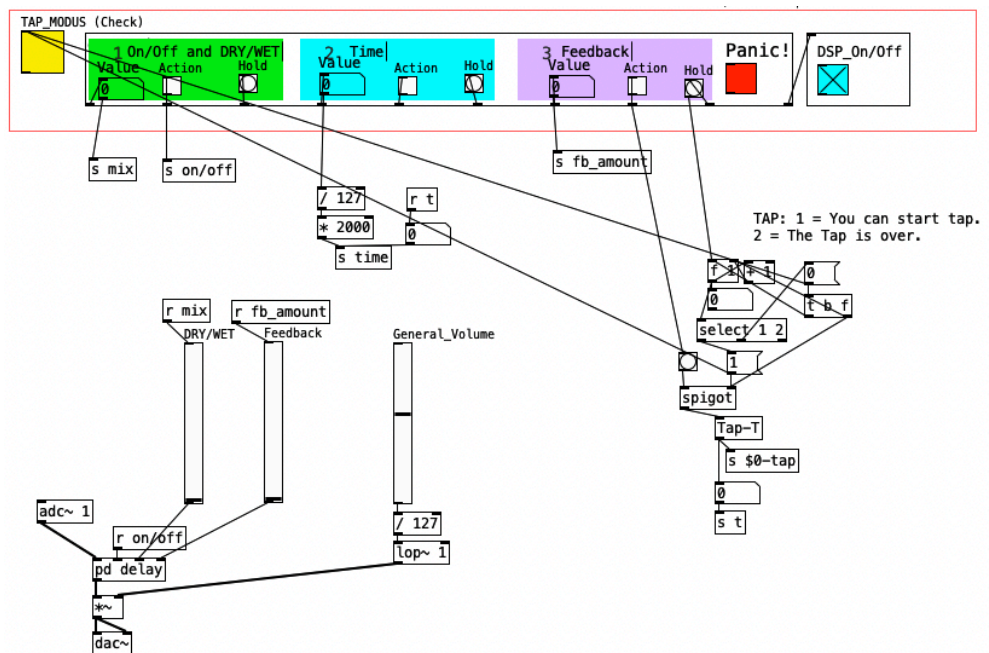 TAP_MODUS (Check)
1 On/Off and DRY/WET
Value
Action
Hold
0
2 Time
Value
Action
Hold
0
3 Feedback
Value
Action
Hold
0
Panic!
DSP_On/Off
s mix
s on/off
s fb_amount
/ 127
r t
* 2000
0
s time
TAP: 1 = You can start tap.
2 = The Tap is over.
f 1
+ 1
0
0
t b f
select 1 2
1
spigot
Tap-T
s $0-tap
0
s t
r mix
r fb_amount
DRY/WET
Feedback
General_Volume
adc~ 1
r on/off
/ 127
lop~ 1
pd delay
*~
dac~